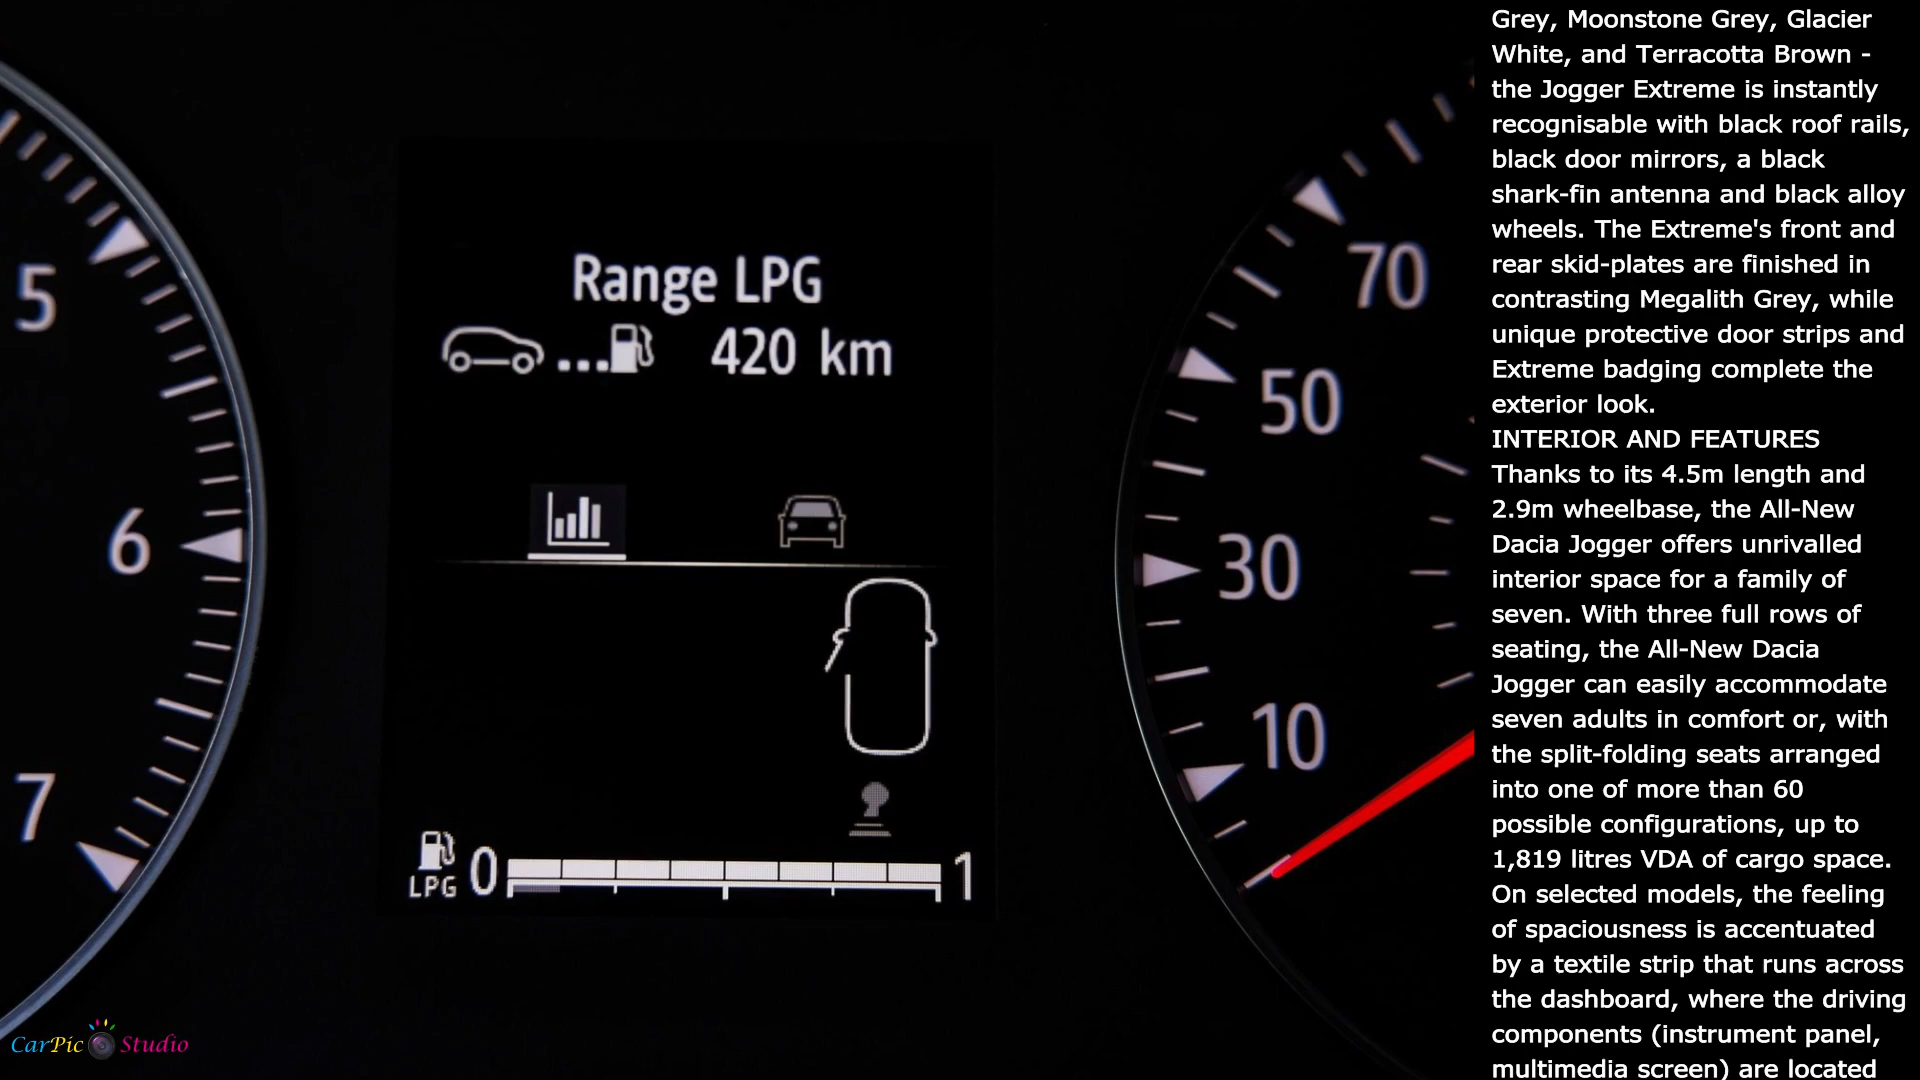 5
6
7
Range LPG
420 km
LPG 0 1
70
50
30
10
CarPic Studio
Grey, Moonstone Grey, Glacier
White, and Terracotta Brown -
the Jogger Extreme is instantly
recognisable with black roof rails,
black door mirrors, a black
shark-fin antenna and black alloy
wheels. The Extreme's front and
rear skid-plates are finished in
contrasting Megalith Grey, while
unique protective door strips and
Extreme badging complete the
exterior look.
INTERIOR AND FEATURES
Thanks to its 4.5m length and
2.9m wheelbase, the All-New
Dacia Jogger offers unrivalled
interior space for a family of
seven. With three full rows of
seating, the All-New Dacia
Jogger can easily accommodate
seven adults in comfort or, with
the split-folding seats arranged
into one of more than 60
possible configurations, up to
1,819 litres VDA of cargo space.
On selected models, the feeling
of spaciousness is accentuated
by a textile strip that runs across
the dashboard, where the driving
components (instrument panel,
multimedia screen) are located